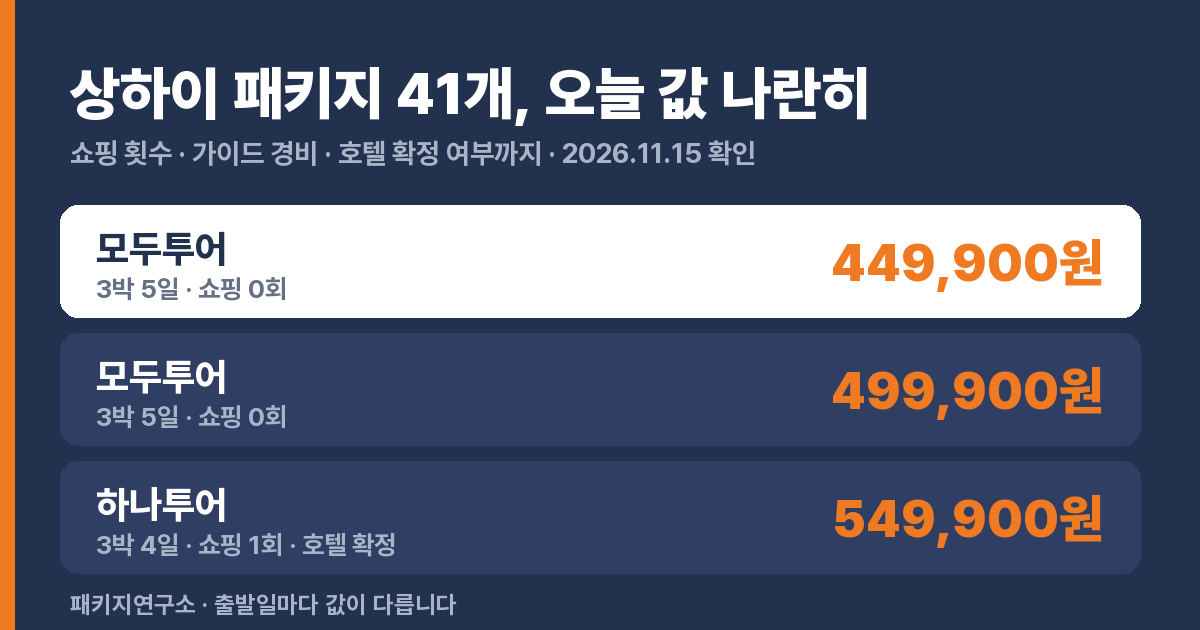 상하이 패키지 41개, 오늘 값 나란히
쇼핑 횟수 · 가이드 경비 · 호텔 확정 여부까지 · 2026.11.15 확인
모두투어
449,900원
3박 5일 · 쇼핑 0회
모두투어
499,900원
3박 5일 · 쇼핑 0회
하나투어
549,900원
3박 4일 · 쇼핑 1회 · 호텔 확정
패키지연구소 · 출발일마다 값이 다릅니다